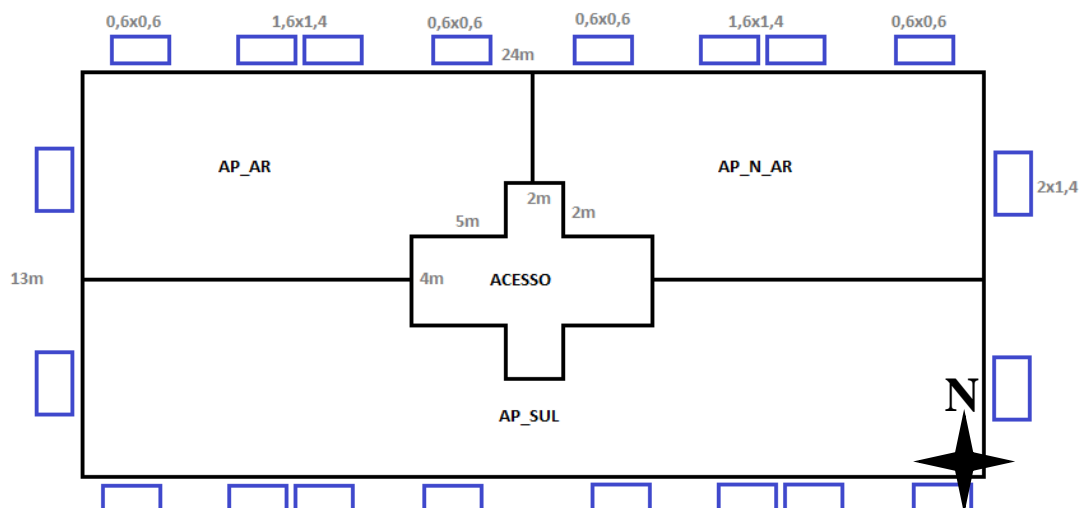 0,6x0,6
1,6x1,4
0,6x0,6
0,6x0,6
1,6x1,4
0,6x0,6
24m
AP_AR
AP_N_AR
2x1,4
2m
5m
2m
13m
4m
ACESSO
N
AP_SUL